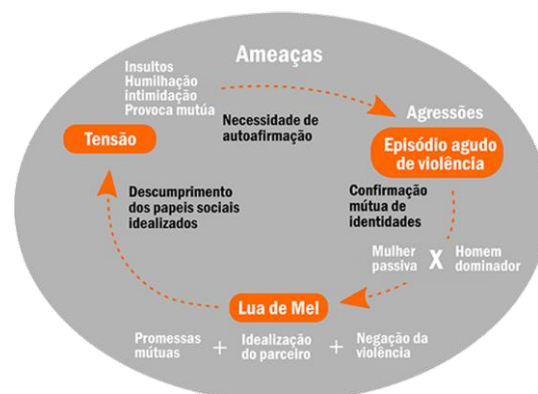 Ameaças
Insultos
Humilhação
intimidação
Provoca mutúa
Tensão
Necessidade de
autoafirmação
Agressões
Episódio agudo
de violência
Descumprimento
dos papeis sociais
idealizados
Confirmação
mútua de
identidades
Mulher
passiva
X
Homem
dominador
Lua de Mel
Promessas
mútuas
+
Idealização
do parceiro
+
Negação da
violência